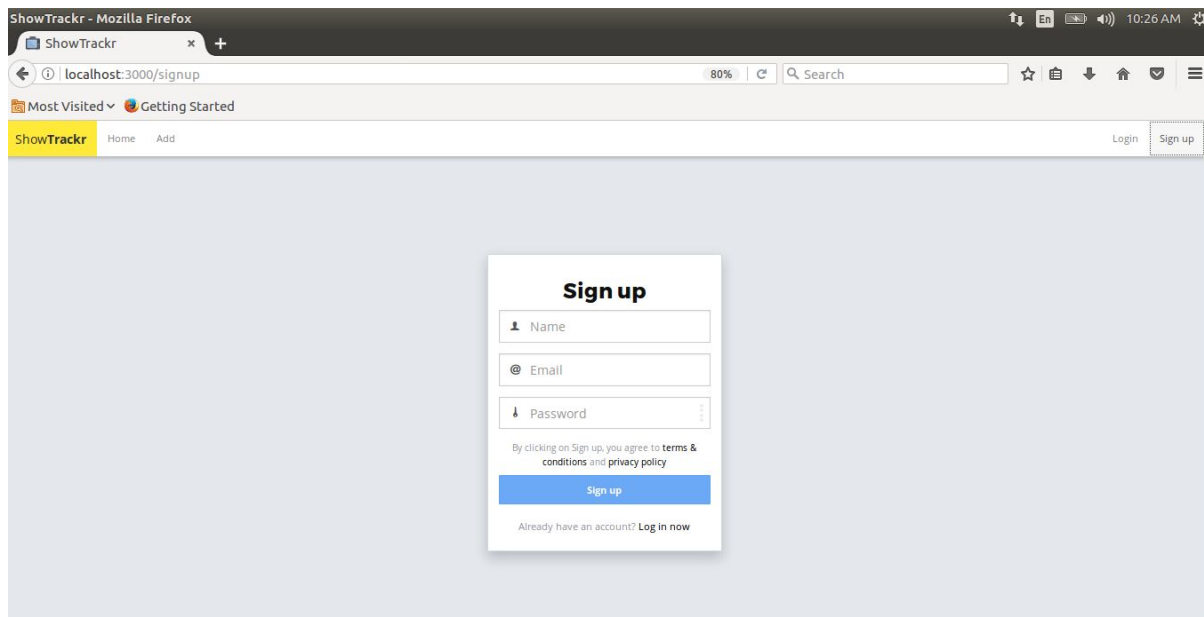 ShowTrackr - Mozilla Firefox
En
10:26 AM
ShowTrackr
localhost:3000/signup
80%
Search
Most Visited
Getting Started
ShowTrackr
Home
Add
Login
Sign up
Sign up
Name
@ Email
Password
By clicking on Sign up, you agree to terms &
conditions and privacy policy
Sign up
Already have an account? Log in now